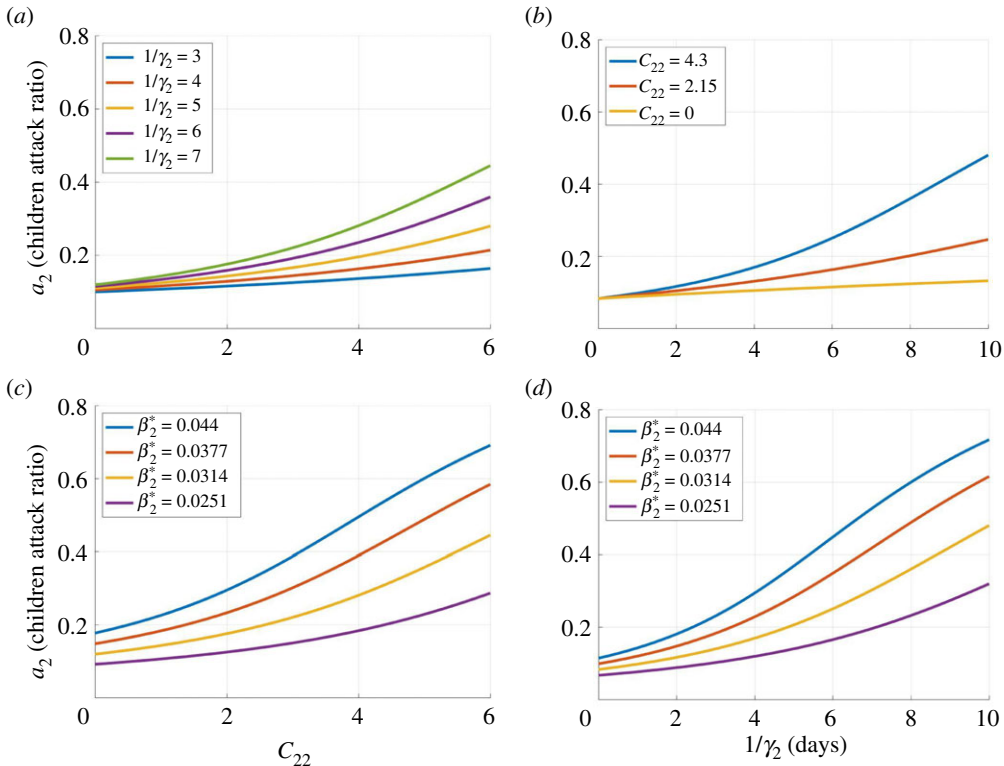 (a)
0.8
0.6
0.4
0.2
0
2
4
6
a₂ (children attack ratio)
1/γ₂ = 3
1/γ₂ = 4
1/γ₂ = 5
1/γ₂ = 6
1/γ₂ = 7
(b)
0.8
0.6
0.4
0.2
0
2
4
6
8
10
C₂₂ = 4.3
C₂₂ = 2.15
C₂₂ = 0
(c)
0.8
0.6
0.4
0.2
0
2
4
6
a₂ (children attack ratio)
C₂₂
β₂* = 0.044
β₂* = 0.0377
β₂* = 0.0314
β₂* = 0.0251
(d)
0.8
0.6
0.4
0.2
0
2
4
6
8
10
1/γ₂ (days)
β₂* = 0.044
β₂* = 0.0377
β₂* = 0.0314
β₂* = 0.0251